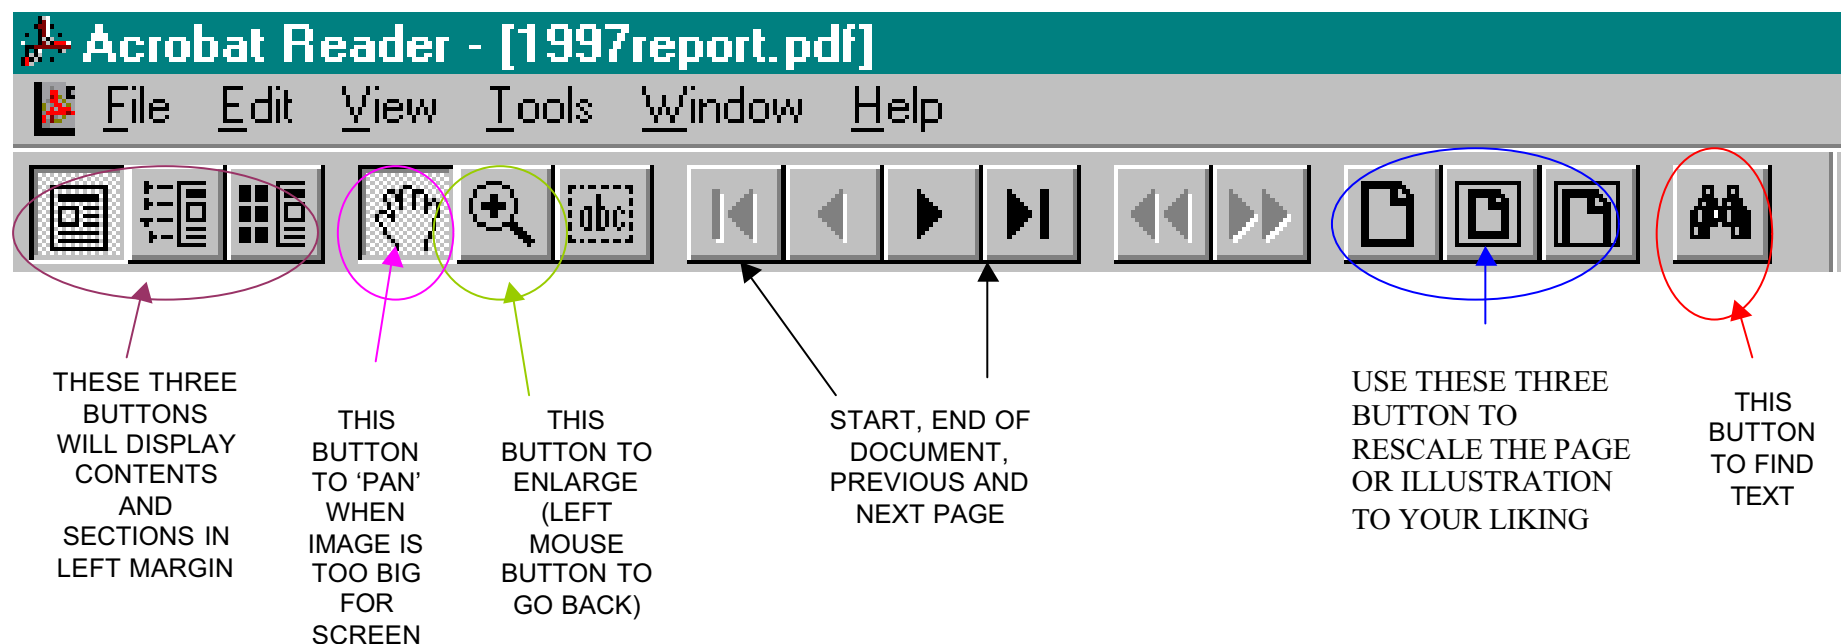 Acrobat Reader - [1997report.pdf]
File Edit View Tools Window Help
abc
THESE THREE
BUTTONS
WILL DISPLAY
CONTENTS
AND
SECTIONS IN
LEFT MARGIN
THIS
BUTTON
TO ‘PAN’
WHEN
IMAGE IS
TOO BIG
FOR
SCREEN
THIS
BUTTON TO
ENLARGE
(LEFT
MOUSE
BUTTON TO
GO BACK)
START, END OF
DOCUMENT,
PREVIOUS AND
NEXT PAGE
USE THESE THREE
BUTTON TO
RESCALE THE PAGE
OR ILLUSTRATION
TO YOUR LIKING
THIS
BUTTON
TO FIND
TEXT